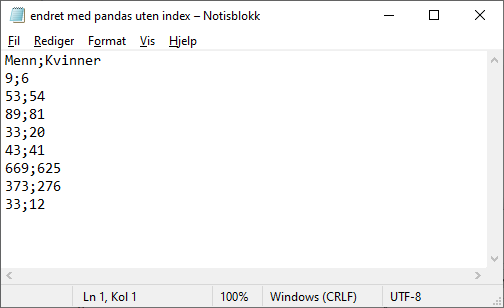 endret med pandas uten index – Notisblokk
Fil Rediger Format Vis Hjelp
Menn;Kvinner
9;6
53;54
89;81
33;20
43;41
669;625
373;276
33;12
Ln 1, Kol 1 100% Windows (CRLF) UTF-8